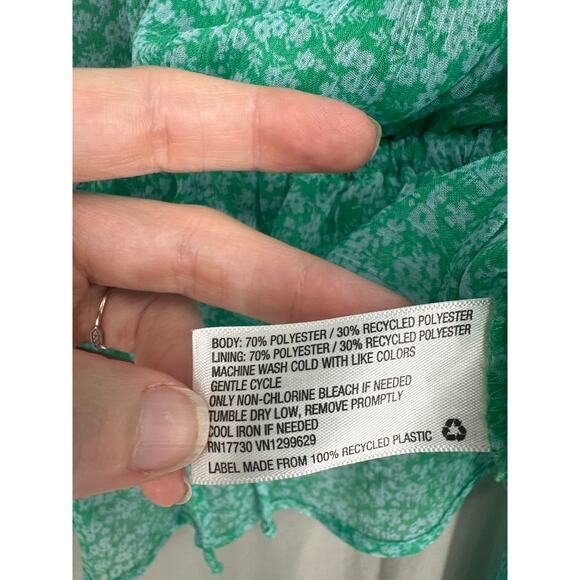 BODY: 70% POLYESTER / 30% RECYCLED POLYESTER
LINING: 70% POLYESTER / 30% RECYCLED POLYESTER
MACHINE WASH COLD WITH LIKE COLORS
GENTLE CYCLE
ONLY NON-CHLORINE BLEACH IF NEEDED
TUMBLE DRY LOW, REMOVE PROMPTLY
COOL IRON IF NEEDED
RN17730 VN1299629
LABEL MADE FROM 100% RECYCLED PLASTIC